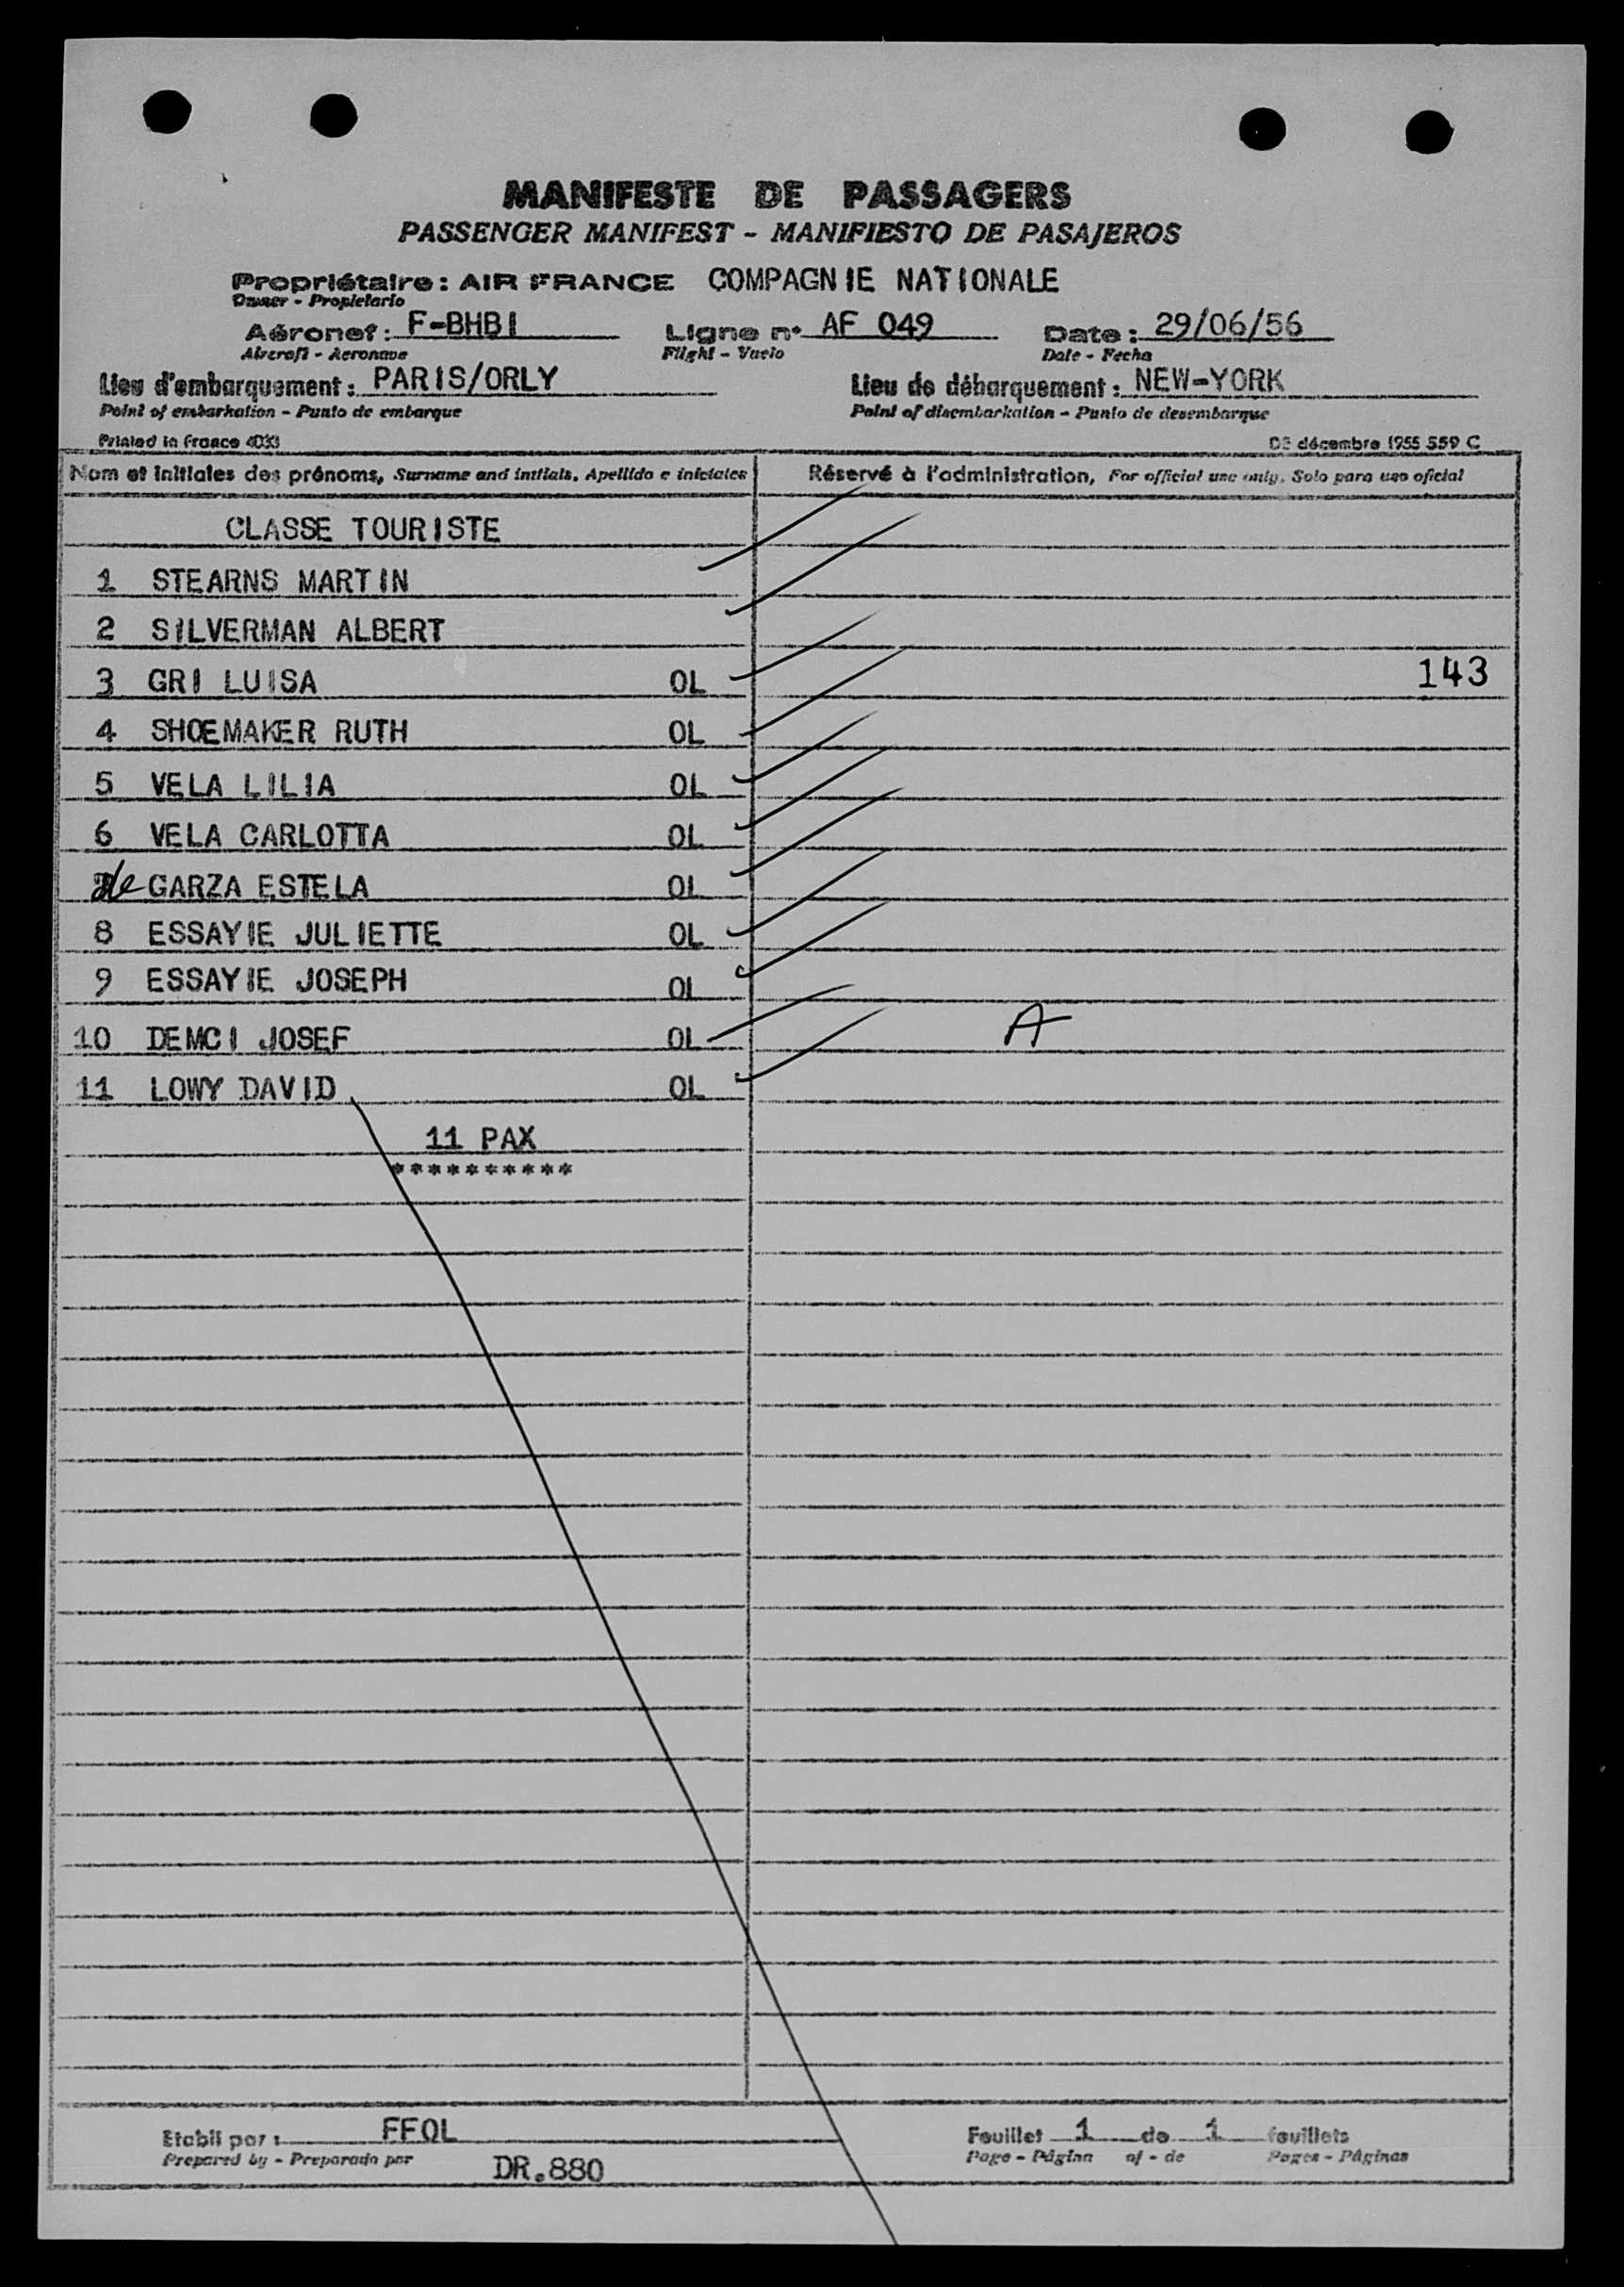 MANIFESTE DE PASSAGERS
PASSENGER MANIFEST - MANIFIESTO DE PASAJEROS
Propriétaire : AIR FRANCE COMPAGNIE NATIONALE
Owner - Propietario
Aéronef : F-BHBI Ligne n° AF 049 Date : 29/06/56
Aircraft - Aeronave Flight - Vuelo Date - Fecha
Lieu d'embarquement : PARIS/ORLY Lieu de débarquement : NEW-YORK
Point of embarkation - Punto de embarque Point of disembarkation - Punto de desembarque
Printed in France 4033 DE décembre 1955 559 C
Nom et initiales des prénoms, Surname and initials, Apellido e iniciales Réservé à l'administration, For official use only, Solo para uso oficial
CLASSE TOURISTE
1 STEARNS MARTIN
2 SILVERMAN ALBERT
3 GRI LUISA OL 143
4 SHOEMAKER RUTH OL
5 VELA LILIA OL
6 VELA CARLOTTA OL
de GARZA ESTELA OL
8 ESSAYIE JULIETTE OL
9 ESSAYIE JOSEPH OL
10 DEMCI JOSEF OL A
11 LOWY DAVID OL
11 PAX
**********
Etabli par : FFOL Feuillet 1 de 1 feuillets
Prepared by - Preparado por Page - Página of - de Pages - Páginas
DR.880